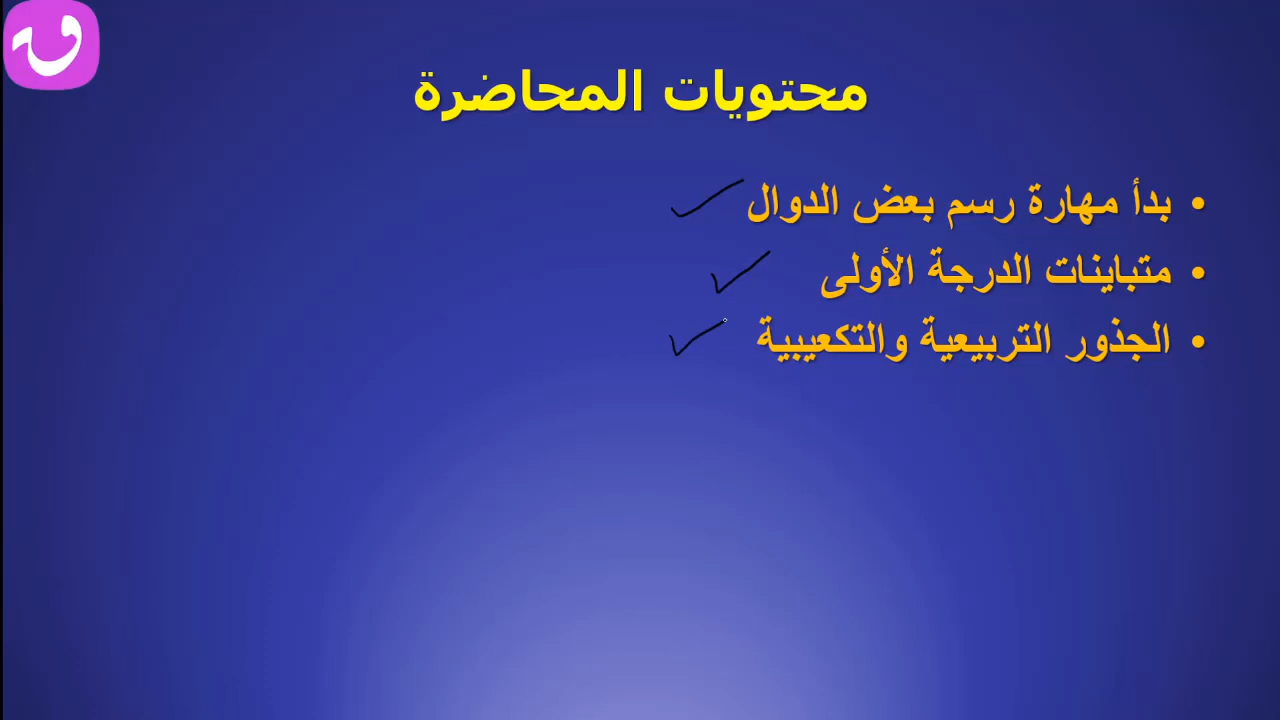 محتويات المحاضرة
• بدأ مهارة رسم بعض الدوال
• متباينات الدرجة الأولى
• الجذور التربيعية والتكعيبية